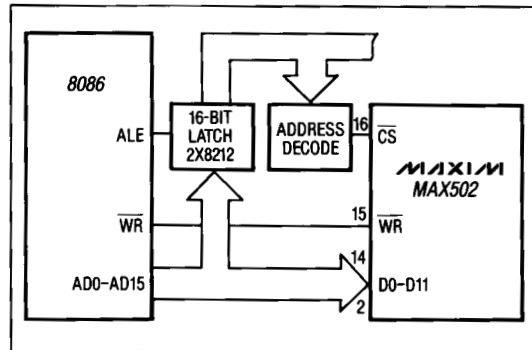 8086
ALE
16-BIT
LATCH
2X8212
ADDRESS
DECODE
16
CS
MAXIM
MAX502
WR
15
WR
AD0-AD15
14
D0-D11
2